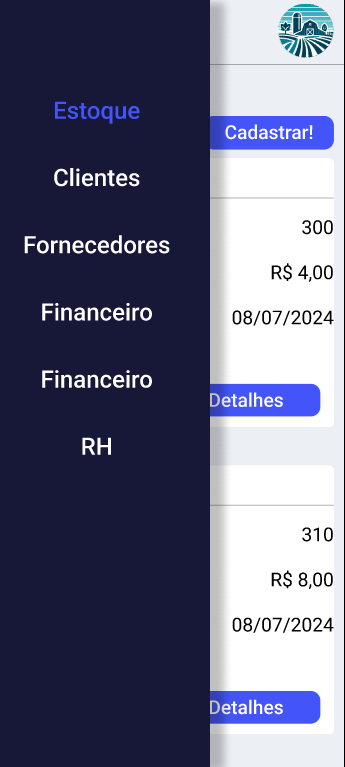 Estoque
Clientes
Fornecedores
Financeiro
Financeiro
RH
Cadastrar!
300
R$ 4,00
08/07/2024
Detalhes
310
R$ 8,00
08/07/2024
Detalhes